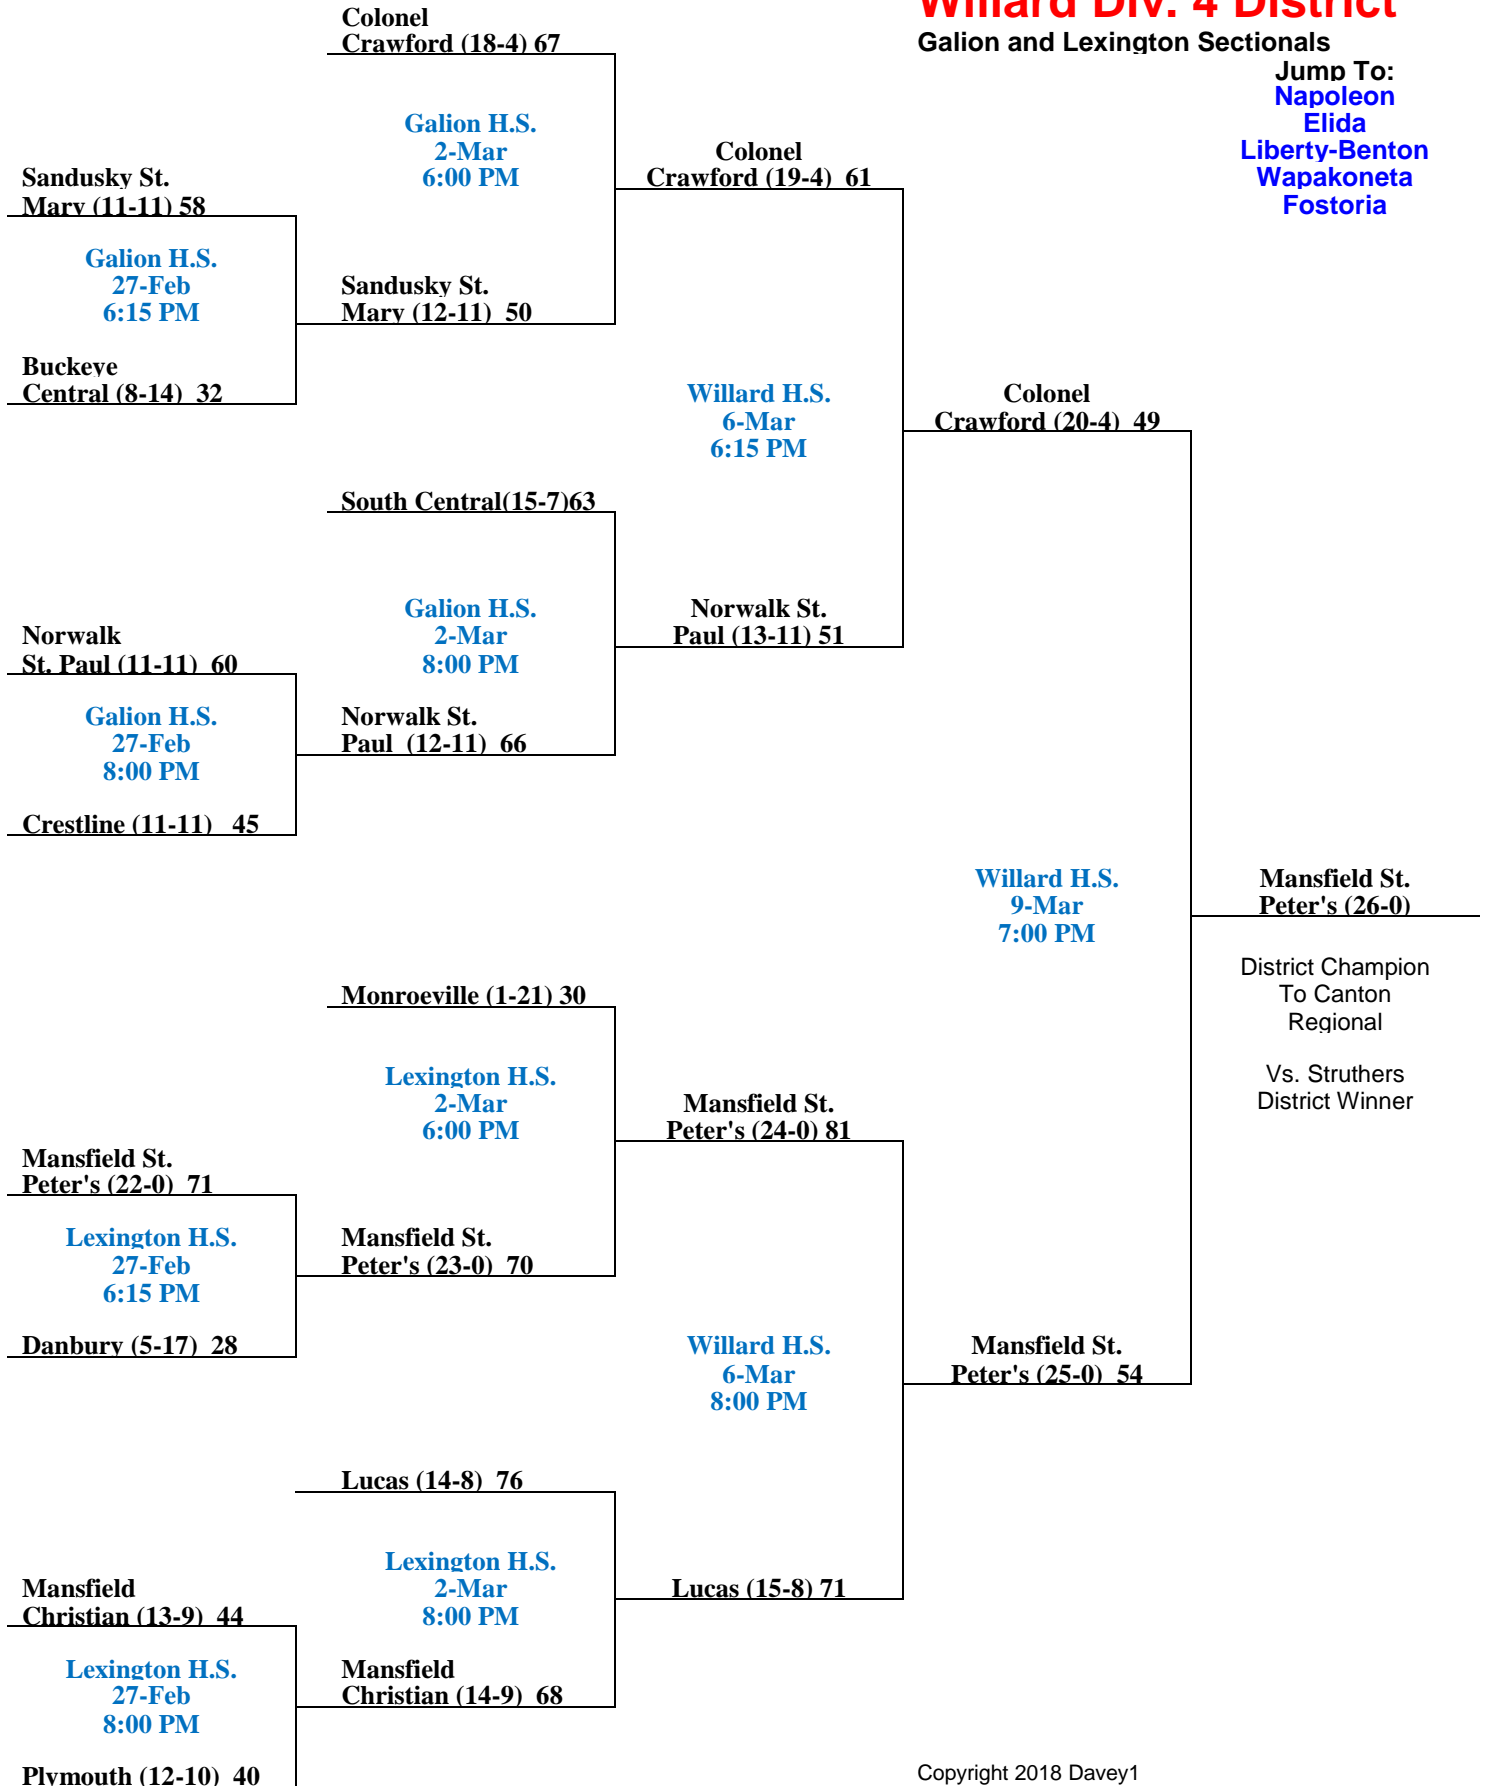 Willard Div. 4 District
Galion and Lexington Sectionals
Jump To:
Napoleon
Elida
Liberty-Benton
Wapakoneta
Fostoria
Colonel
Crawford (18-4) 67
Galion H.S.
2-Mar
6:00 PM
Colonel
Crawford (19-4) 61
Sandusky St.
Mary (11-11) 58
Galion H.S.
27-Feb
6:15 PM
Sandusky St.
Mary (12-11) 50
Buckeye
Central (8-14) 32
Willard H.S.
6-Mar
6:15 PM
Colonel
Crawford (20-4) 49
South Central(15-7)63
Galion H.S.
2-Mar
8:00 PM
Norwalk St.
Paul (13-11) 51
Norwalk
St. Paul (11-11) 60
Galion H.S.
27-Feb
8:00 PM
Norwalk St.
Paul (12-11) 66
Crestline (11-11) 45
Willard H.S.
9-Mar
7:00 PM
Mansfield St.
Peter's (26-0)
District Champion
To Canton
Regional
Vs. Struthers
District Winner
Monroeville (1-21) 30
Lexington H.S.
2-Mar
6:00 PM
Mansfield St.
Peter's (24-0) 81
Mansfield St.
Peter's (22-0) 71
Lexington H.S.
27-Feb
6:15 PM
Mansfield St.
Peter's (23-0) 70
Danbury (5-17) 28
Willard H.S.
6-Mar
8:00 PM
Mansfield St.
Peter's (25-0) 54
Lucas (14-8) 76
Lexington H.S.
2-Mar
8:00 PM
Lucas (15-8) 71
Mansfield
Christian (13-9) 44
Lexington H.S.
27-Feb
8:00 PM
Mansfield
Christian (14-9) 68
Plymouth (12-10) 40
Copyright 2018 Davey1